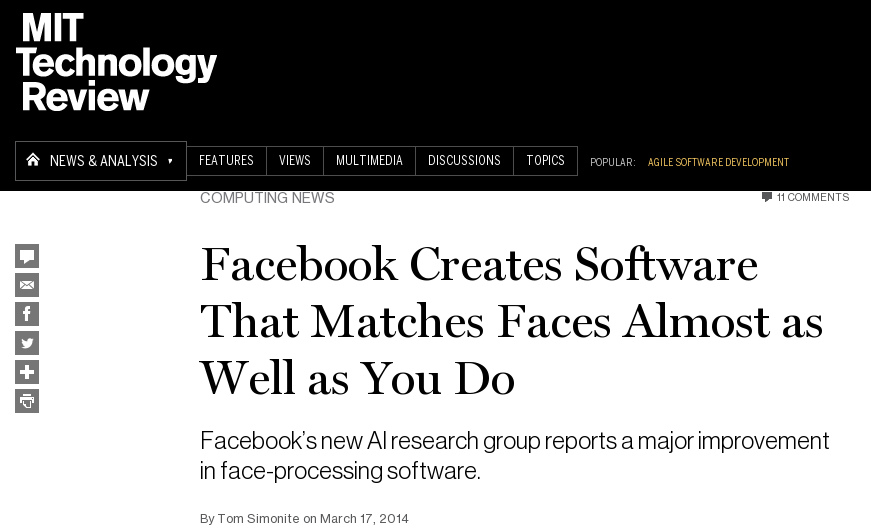 MIT
Technology
Review
NEWS & ANALYSIS
FEATURES
VIEWS
MULTIMEDIA
DISCUSSIONS
TOPICS
POPULAR:
AGILE SOFTWARE DEVELOPMENT
COMPUTING NEWS
11 COMMENTS
Facebook Creates Software
That Matches Faces Almost as
Well as You Do
Facebook’s new AI research group reports a major improvement
in face-processing software.
By Tom Simonite on March 17, 2014